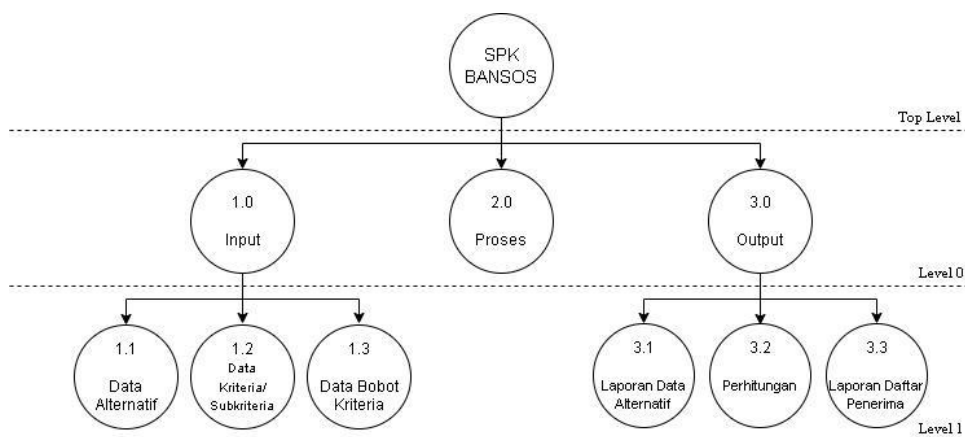 SPK
BANSOS
Top Level
1.0
Input
2.0
Proses
3.0
Output
Level 0
1.1
Data
Alternatif
1.2
Data
Kriteria/
Subkriteria
1.3
Data Bobot
Kriteria
3.1
Laporan Data
Alternatif
3.2
Perhitungan
3.3
Laporan Daftar
Penerima
Level 1